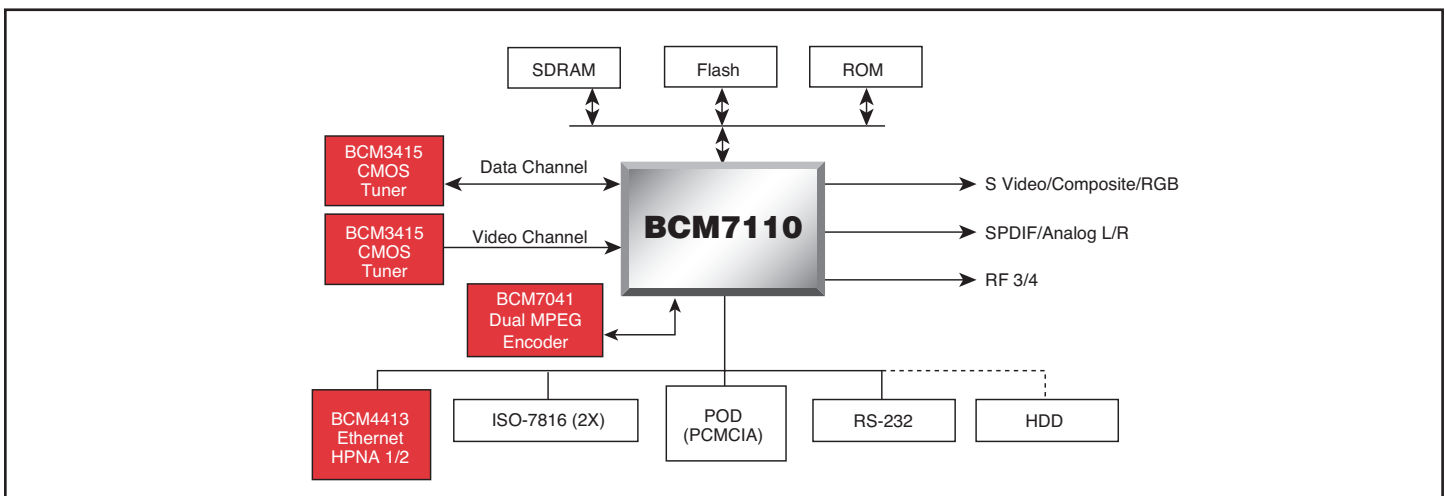 SDRAM
Flash
ROM
BCM3415
CMOS
Tuner
Data Channel
BCM3415
CMOS
Tuner
Video Channel
BCM7110
S Video/Composite/RGB
SPDIF/Analog L/R
RF 3/4
BCM7041
Dual MPEG
Encoder
BCM4413
Ethernet
HPNA 1/2
ISO-7816 (2X)
POD
(PCMCIA)
RS-232
HDD